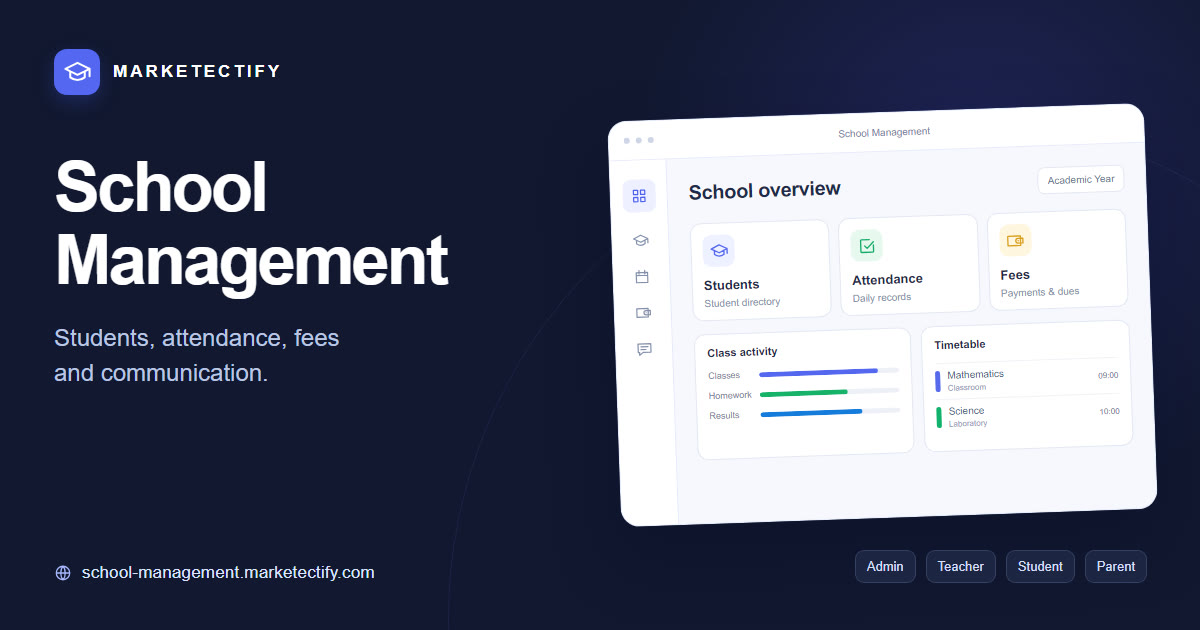 MARKETECTIFY
School
Management
Students, attendance, fees
and communication.
school-management.marketectify.com
School Management
School overview
Academic Year
Students
Student directory
Attendance
Daily records
Fees
Payments & dues
Class activity
Classes
Homework
Results
Timetable
Mathematics
Classroom
09:00
Science
Laboratory
10:00
Admin
Teacher
Student
Parent